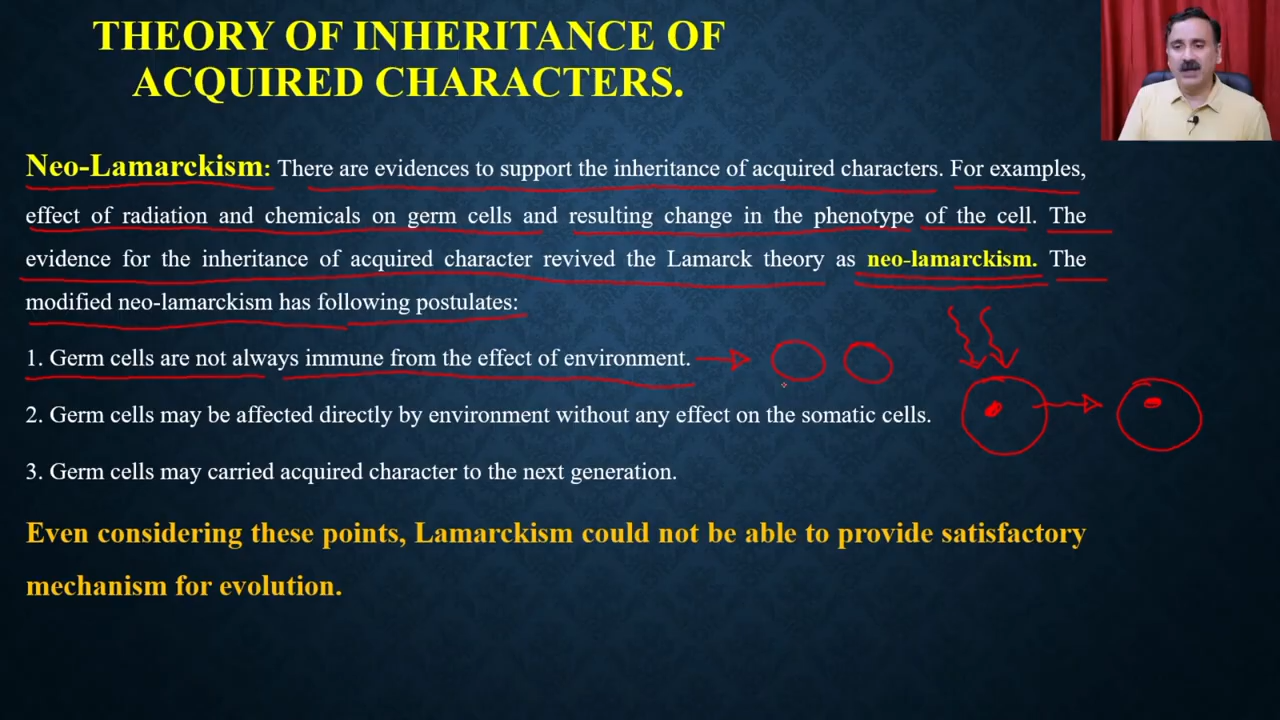 THEORY OF INHERITANCE OF
ACQUIRED CHARACTERS.
Neo-Lamarckism: There are evidences to support the inheritance of acquired characters. For examples,
effect of radiation and chemicals on germ cells and resulting change in the phenotype of the cell. The
evidence for the inheritance of acquired character revived the Lamarck theory as neo-lamarckism. The
modified neo-lamarckism has following postulates:
1. Germ cells are not always immune from the effect of environment.
2. Germ cells may be affected directly by environment without any effect on the somatic cells.
3. Germ cells may carried acquired character to the next generation.
Even considering these points, Lamarckism could not be able to provide satisfactory
mechanism for evolution.